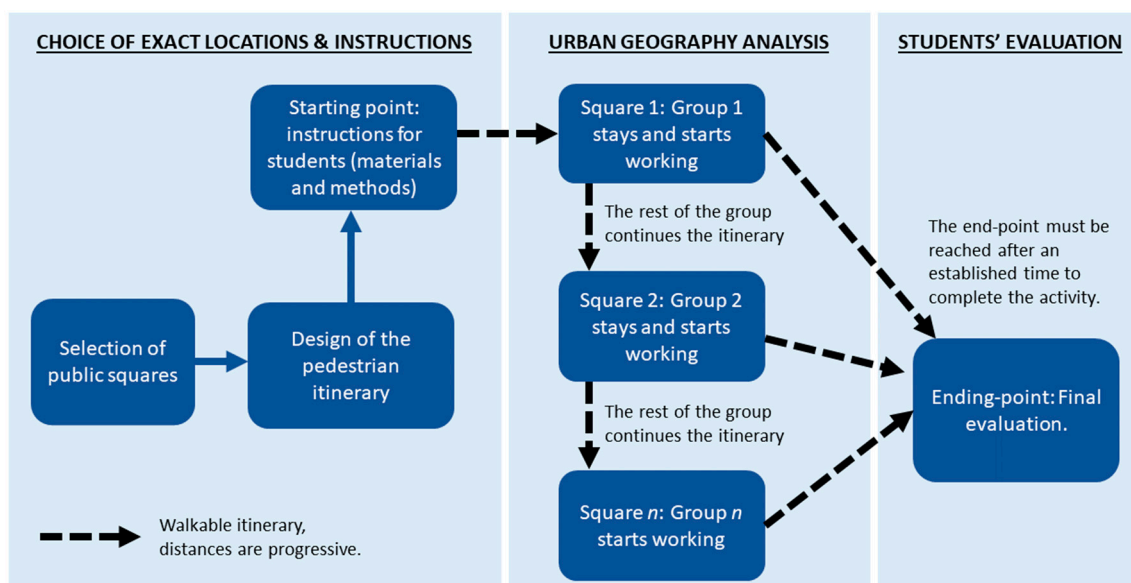 CHOICE OF EXACT LOCATIONS & INSTRUCTIONS
Starting point:
instructions for
students (materials
and methods)
Selection of
public squares
Design of the
pedestrian
itinerary
Walkable itinerary,
distances are progressive.
URBAN GEOGRAPHY ANALYSIS
Square 1: Group 1
stays and starts
working
The rest of the group
continues the itinerary
Square 2: Group 2
stays and starts
working
The rest of the group
continues the itinerary
Square n: Group n
starts working
STUDENTS’ EVALUATION
The end-point must be
reached after an
established time to
complete the activity.
Ending-point: Final
evaluation.